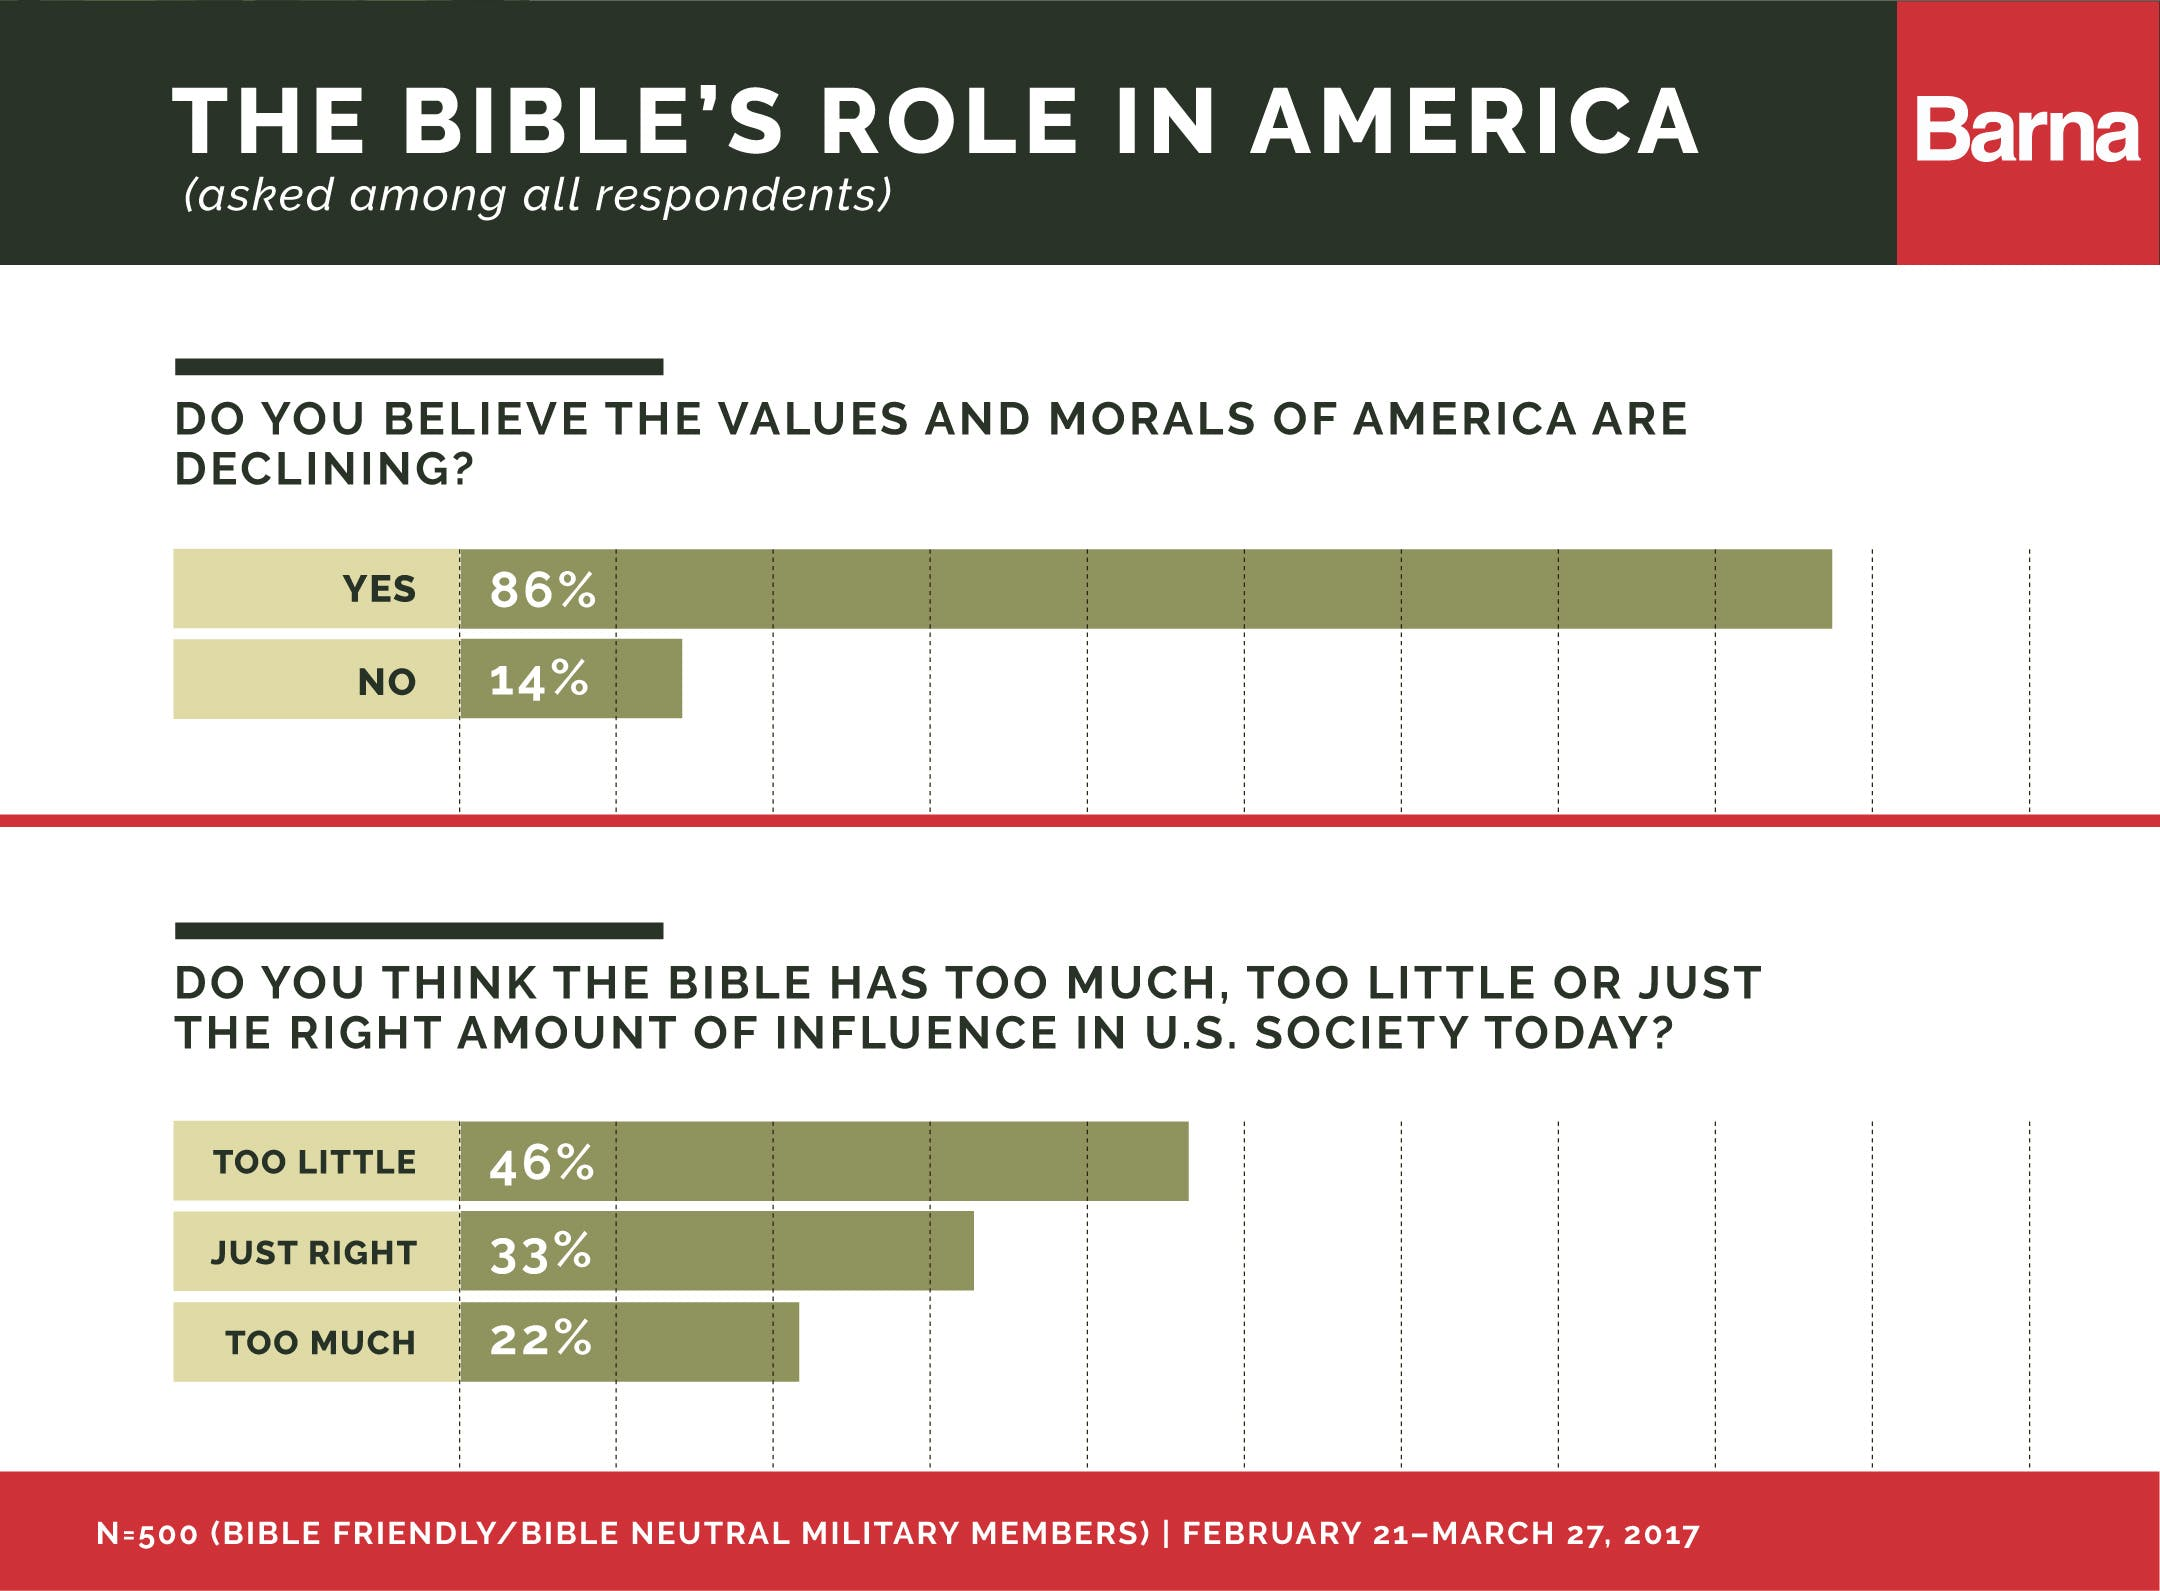 THE BIBLE’S ROLE IN AMERICA
(asked among all respondents)
Barna
DO YOU BELIEVE THE VALUES AND MORALS OF AMERICA ARE
DECLINING?
YES 86%
NO 14%
DO YOU THINK THE BIBLE HAS TOO MUCH, TOO LITTLE OR JUST
THE RIGHT AMOUNT OF INFLUENCE IN U.S. SOCIETY TODAY?
TOO LITTLE 46%
JUST RIGHT 33%
TOO MUCH 22%
N=500 (BIBLE FRIENDLY/BIBLE NEUTRAL MILITARY MEMBERS) | FEBRUARY 21–MARCH 27, 2017